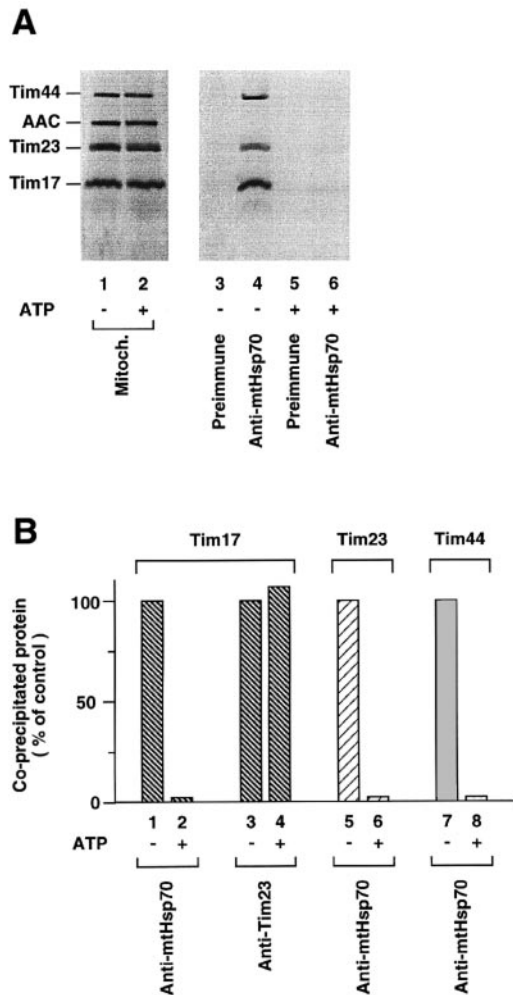 A
Tim44
AAC
Tim23
Tim17
1 2 3 4 5 6
ATP - + - - + +
Mitoch.
Preimmune
Anti-mtHsp70
Preimmune
Anti-mtHsp70
B
Tim17 Tim23 Tim44
Co-precipitated protein
( % of control )
100
50
0
1 2 3 4 5 6 7 8
ATP - + - + - + - +
Anti-mtHsp70
Anti-Tim23
Anti-mtHsp70
Anti-mtHsp70